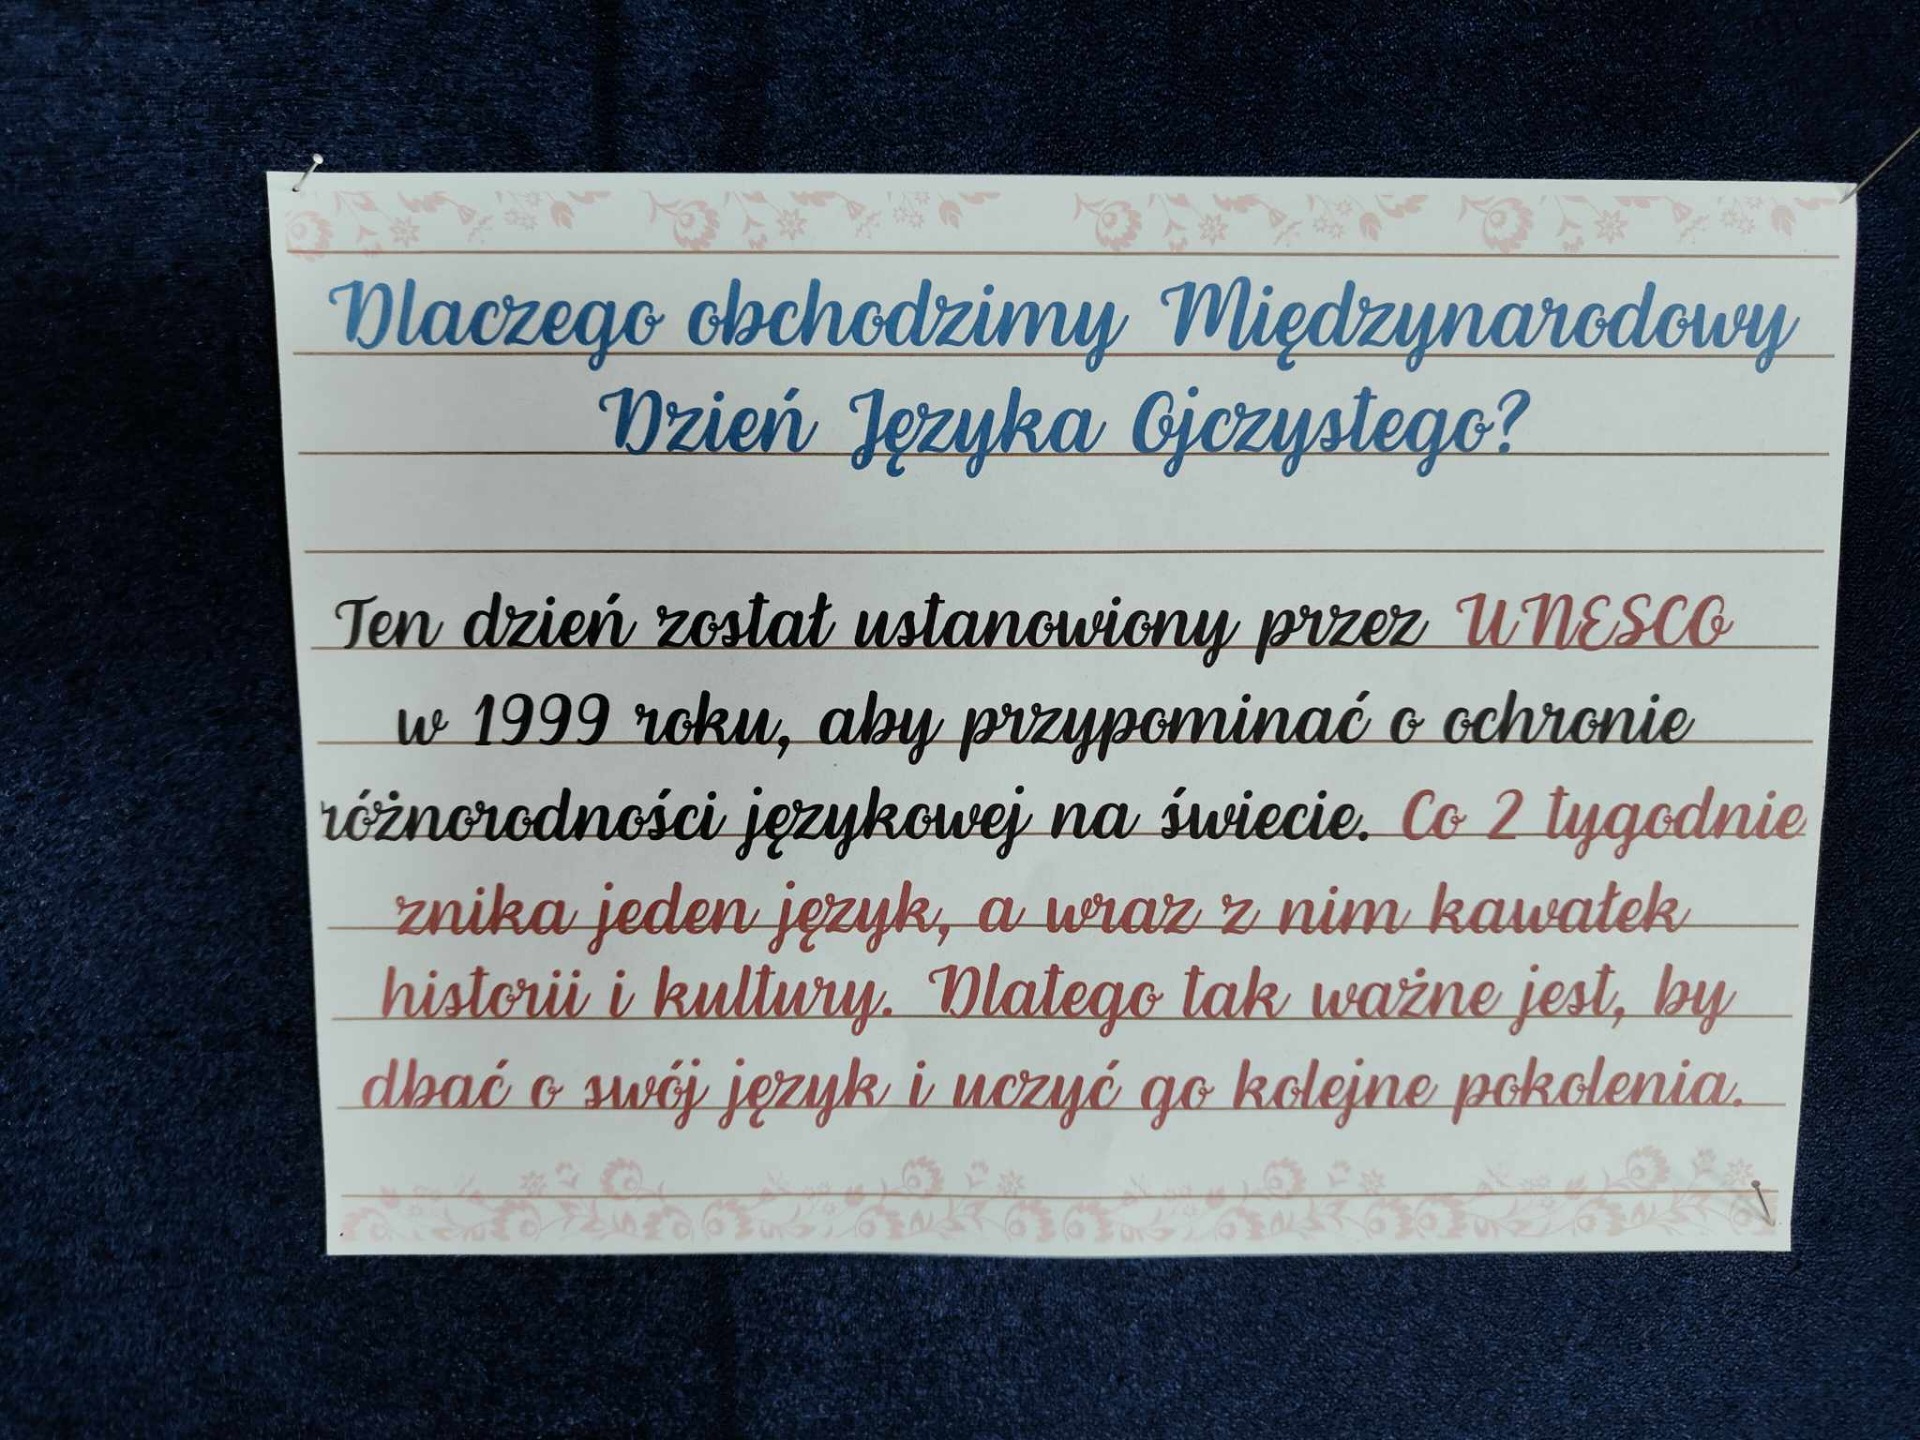 Dlaczego obchodzimy Międzynarodowy
Dzień Języka Ojczystego?
Ten dzień został ustanowiony przez UNESCO
w 1999 roku, aby przypominać o ochronie
różnorodności językowej na świecie. Co 2 tygodnie
znika jeden język, a wraz z nim kawałek
historii i kultury. Dlatego tak ważne jest, by
dbać o swój język i uczyć go kolejne pokolenia.